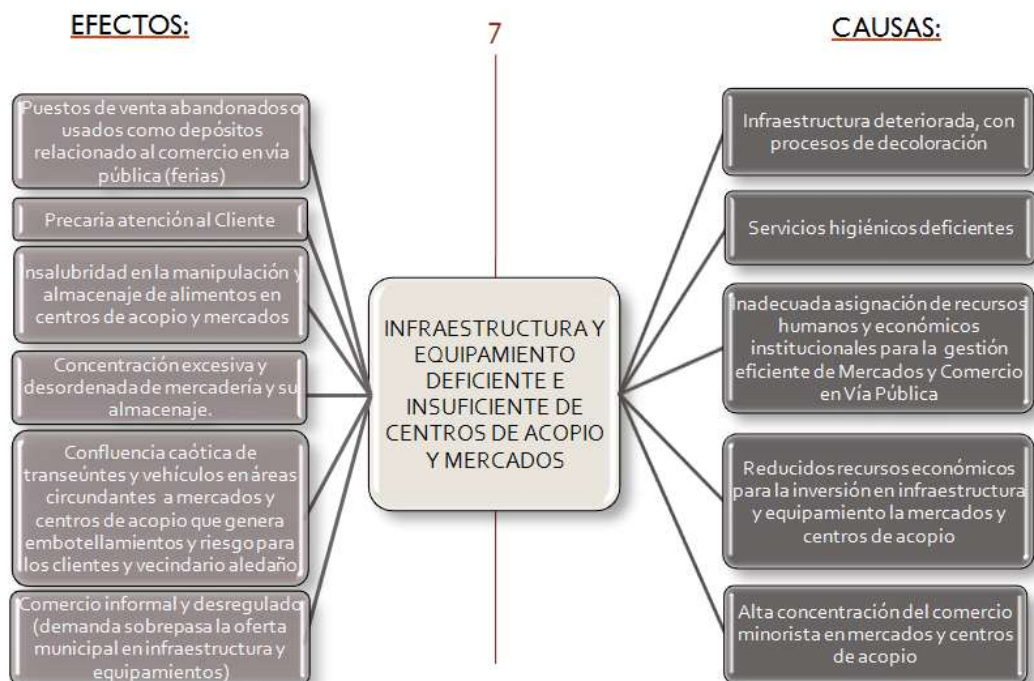 EFECTOS:
7
CAUSAS:
Puestos de venta abandonados o
usados como depósitos
relacionado al comercio en vía
pública (ferias)
Precaria atención al Cliente
Insalubridad en la manipulación y
almacenaje de alimentos en
centros de acopio y mercados
Concentración excesiva y
desordenada de mercadería y su
almacenaje.
Confluencia caótica de
transeúntes y vehículos en áreas
circundantes a mercados y
centros de acopio que genera
embotellamientos y riesgo para
los clientes y vecindario aledaño
Comercio informal y desregulado
(demanda sobrepasa la oferta
municipal en infraestructura y
equipamientos)
INFRAESTRUCTURA Y
EQUIPAMIENTO
DEFICIENTE E
INSUFICIENTE DE
CENTROS DE ACOPIO
Y MERCADOS
Infraestructura deteriorada, con
procesos de decoloración
Servicios higiénicos deficientes
Inadecuada asignación de recursos
humanos y económicos
institucionales para la gestión
eficiente de Mercados y Comercio
en Vía Pública
Reducidos recursos económicos
para la inversión en infraestructura
y equipamiento la mercados y
centros de acopio
Alta concentración del comercio
minorista en mercados y centros
de acopio